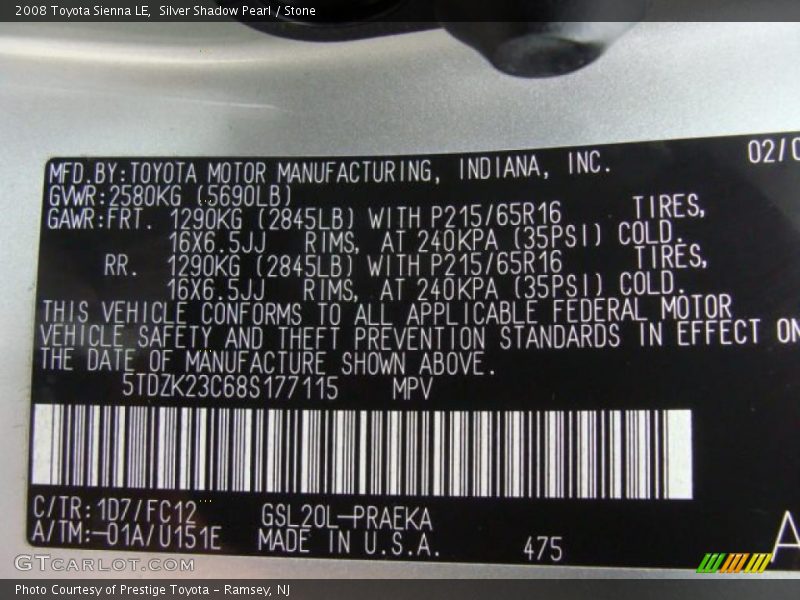 2008 Toyota Sienna LE,  Silver Shadow Pearl / Stone
02/0
MFD.BY:TOYOTA MOTOR MANUFACTURING, INDIANA, INC.
GVWR:2580KG (5690LB)
GAWR:FRT. 1290KG (2845LB) WITH P215/65R16 TIRES,
16X6.5JJ RIMS, AT 240KPA (35PSI) COLD.
RR. 1290KG (2845LB) WITH P215/65R16 TIRES,
16X6.5JJ RIMS, AT 240KPA (35PSI) COLD.
THIS VEHICLE CONFORMS TO ALL APPLICABLE FEDERAL MOTOR
VEHICLE SAFETY AND THEFT PREVENTION STANDARDS IN EFFECT ON
THE DATE OF MANUFACTURE SHOWN ABOVE.
5TDZK23C68S177115 MPV
C/TR:1D7/FC12 GSL20L-PRAEKA
A/TM:-01A/U151E MADE IN U.S.A. 475 A
GTCARLOT.COM
Photo Courtesy of Prestige Toyota - Ramsey, NJ